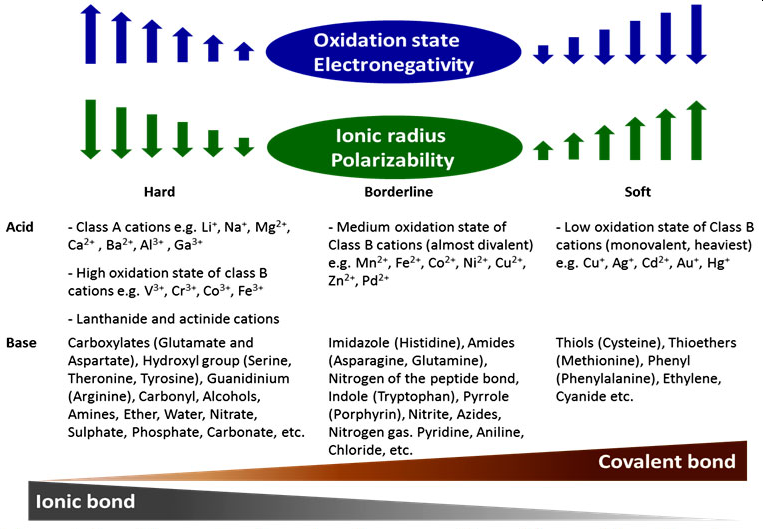 Oxidation state
Electronegativity
Ionic radius
Polarizability
Hard
Borderline
Soft
Acid
- Class A cations e.g. Li⁺, Na⁺, Mg²⁺,
Ca²⁺ , Ba²⁺, Al³⁺ , Ga³⁺
- High oxidation state of class B
cations e.g. V³⁺, Cr³⁺, Co³⁺, Fe³⁺
- Lanthanide and actinide cations
- Medium oxidation state of
Class B cations (almost divalent)
e.g. Mn²⁺, Fe²⁺, Co²⁺, Ni²⁺, Cu²⁺,
Zn²⁺, Pd²⁺
- Low oxidation state of Class B
cations (monovalent, heaviest)
e.g. Cu⁺, Ag⁺, Cd²⁺, Au⁺, Hg⁺
Base
Carboxylates (Glutamate and
Aspartate), Hydroxyl group (Serine,
Theronine, Tyrosine), Guanidinium
(Arginine), Carbonyl, Alcohols,
Amines, Ether, Water, Nitrate,
Sulphate, Phosphate, Carbonate, etc.
Imidazole (Histidine), Amides
(Asparagine, Glutamine),
Nitrogen of the peptide bond,
Indole (Tryptophan), Pyrrole
(Porphyrin), Nitrite, Azides,
Nitrogen gas. Pyridine, Aniline,
Chloride, etc.
Thiols (Cysteine), Thioethers
(Methionine), Phenyl
(Phenylalanine), Ethylene,
Cyanide etc.
Covalent bond
Ionic bond